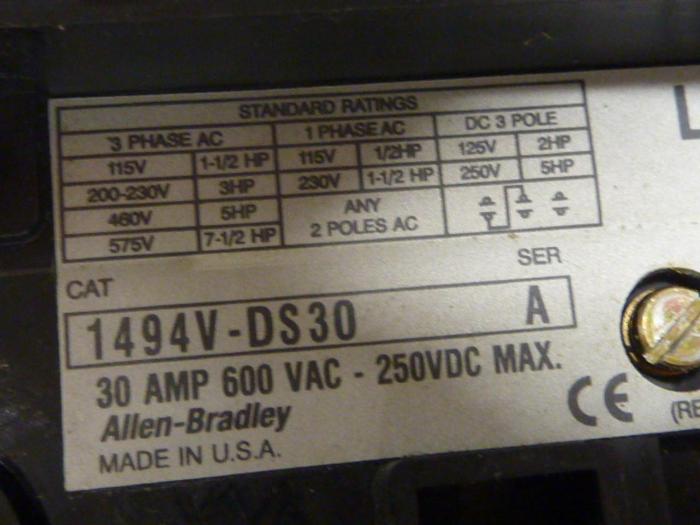 STANDARD RATINGS
3 PHASE AC 1 PHASE AC DC 3 POLE
115V 1-1/2 HP 115V 1/2HP 125V 2HP
200-230V 3HP 230V 1-1/2 HP 250V 5HP
460V 5HP ANY
575V 7-1/2 HP 2 POLES AC
CAT SER
1494V-DS30 A
30 AMP 600 VAC - 250VDC MAX.
Allen-Bradley
MADE IN U.S.A.
CE
(RE
L